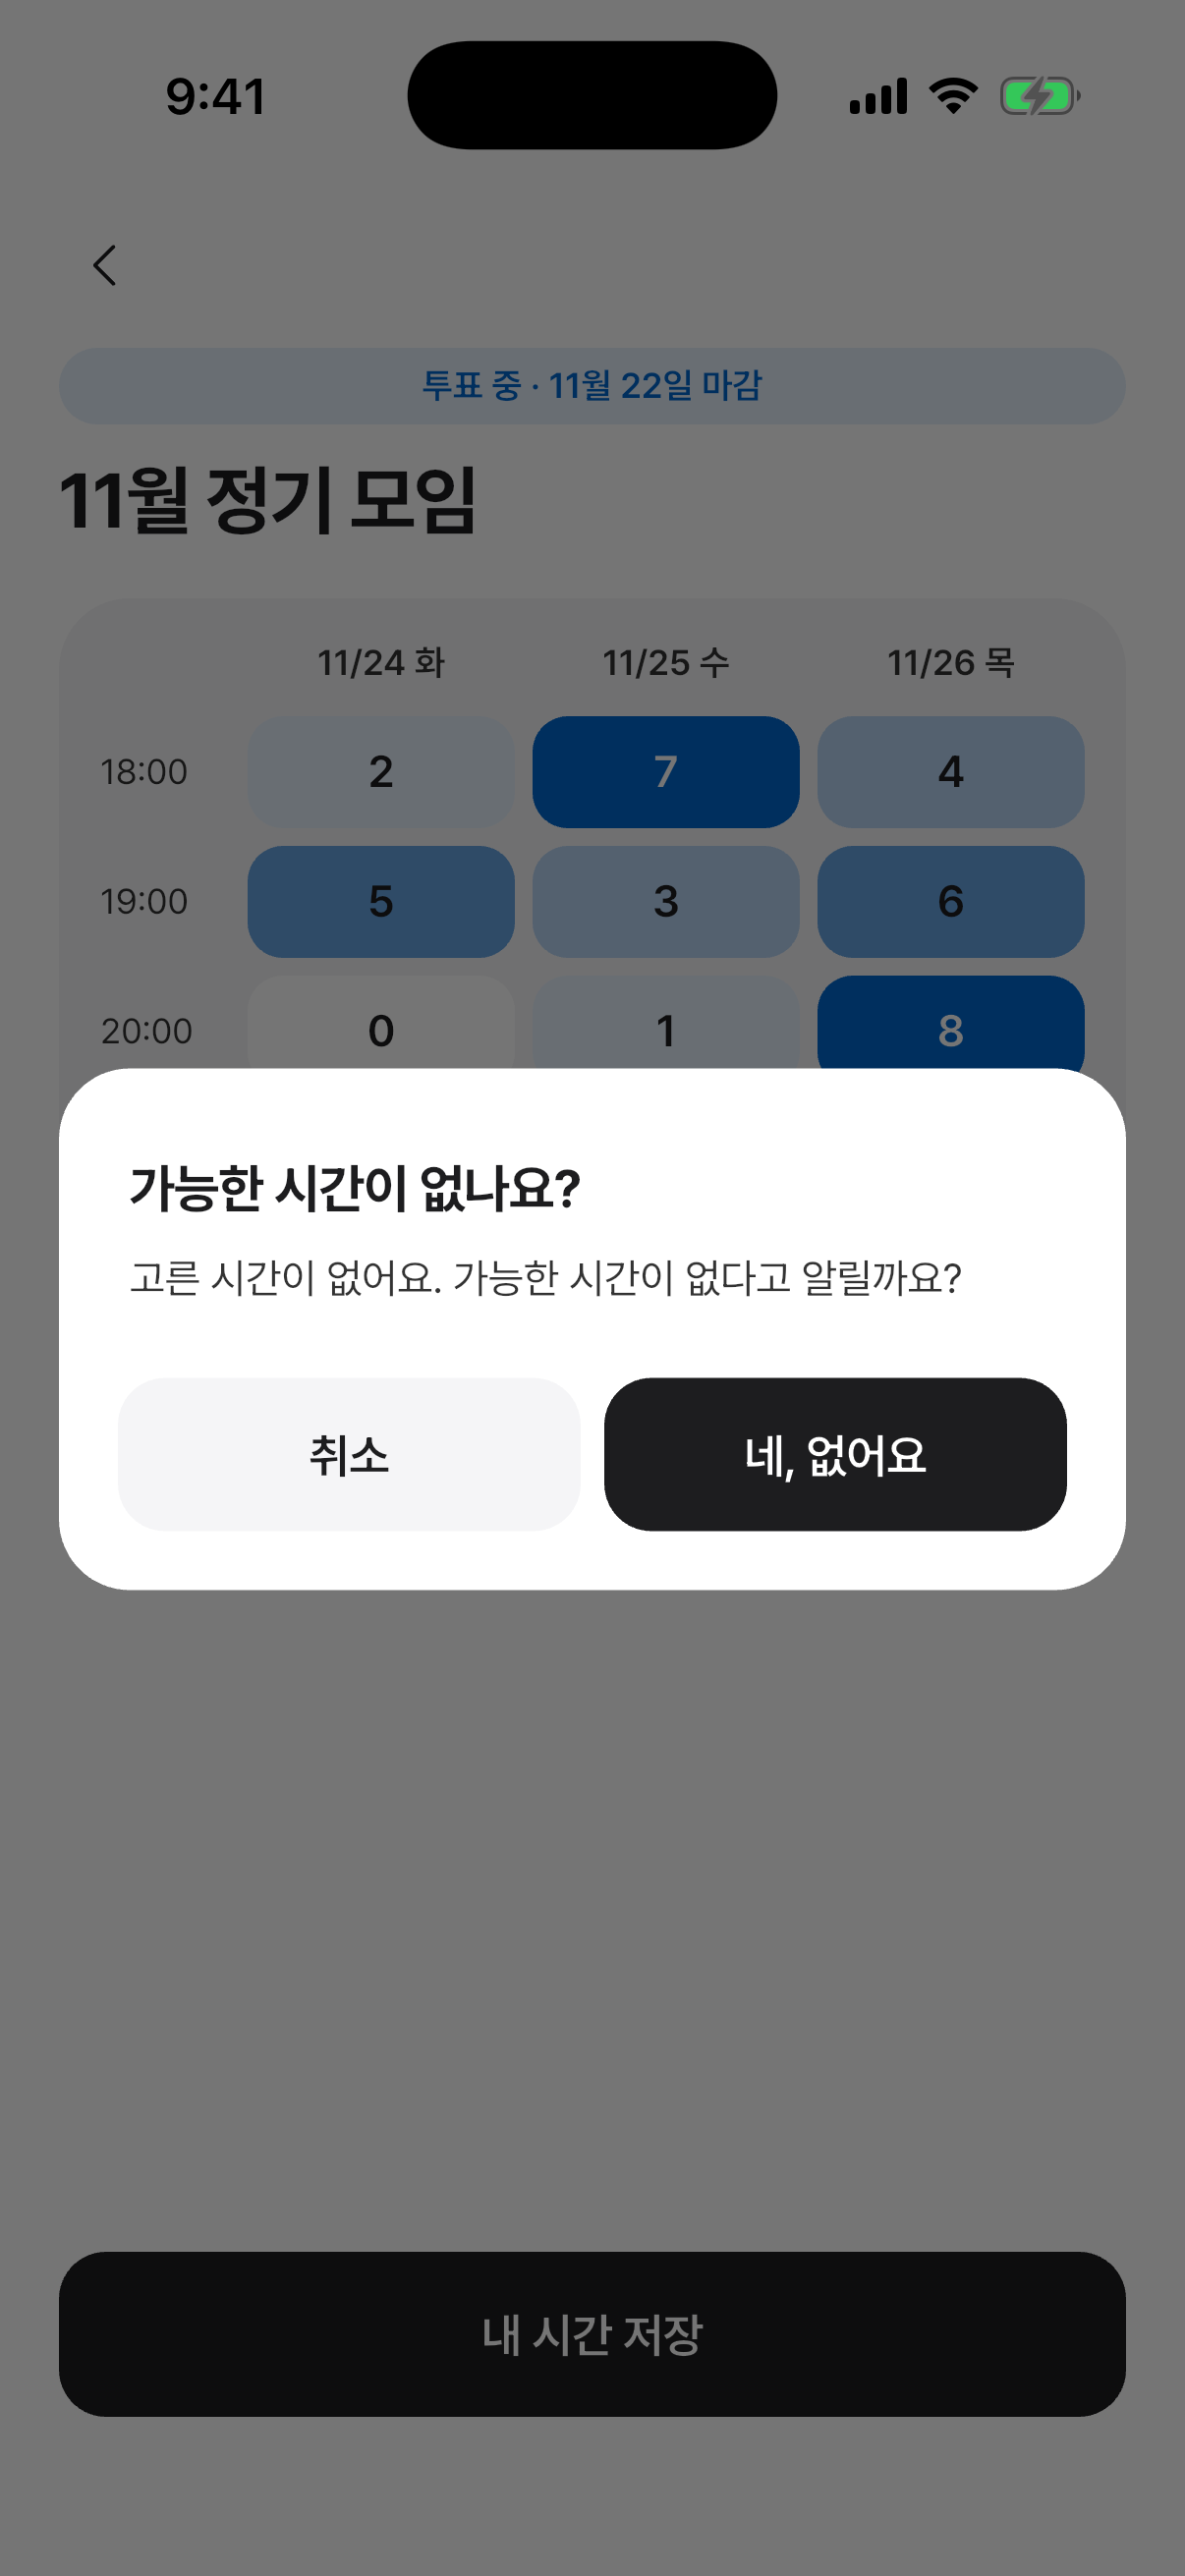 9:41
투표 중 · 11월 22일 마감
11월 정기 모임
11/24 화 11/25 수 11/26 목
18:00 2 7 4
19:00 5 3 6
20:00 0 1 8
가능한 시간이 없나요?
고른 시간이 없어요. 가능한 시간이 없다고 알릴까요?
취소 네, 없어요
내 시간 저장